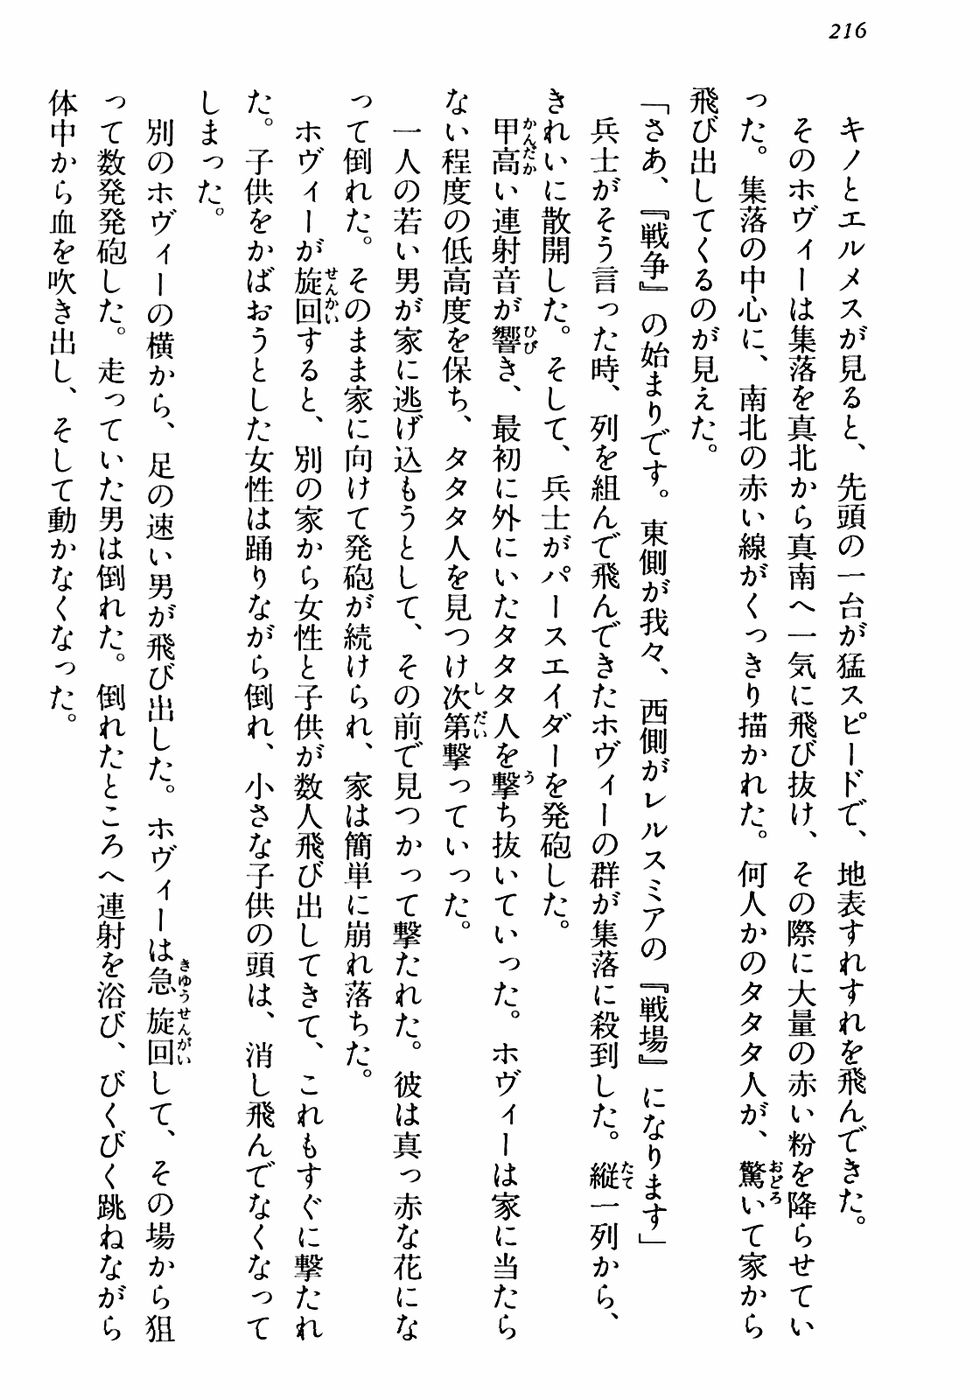 216
キノとエルメスが見ると、先頭の一台が猛スピードで、地表すれすれを飛んできた。
そのホヴィーは集落を真北から真南へ一気に飛び抜け、その際に大量の赤い粉を降らせてい
った。集落の中心に、南北の赤い線がくっきり描かれた。何人かのタタタ人が、驚いて家から
飛び出してくるのが見えた。
「さあ、『戦争』の始まりです。東側が我々、西側がレルスミアの『戦場』になります」
兵士がそう言った時、列を組んで飛んできたホヴィーの群が集落に殺到した。縦一列から、
きれいに散開した。そして、兵士がパースエイダーを発砲した。
甲高い連射音が響き、最初に外にいたタタタ人を撃ち抜いていった。ホヴィーは家に当たら
ない程度の低高度を保ち、タタタ人を見つけ次第撃っていった。
一人の若い男が家に逃げ込もうとして、その前で見つかって撃たれた。彼は真っ赤な花にな
って倒れた。そのまま家に向けて発砲が続けられ、家は簡単に崩れ落ちた。
ホヴィーが旋回すると、別の家から女性と子供が数人飛び出してきて、これもすぐに撃たれ
た。子供をかばおうとした女性は踊りながら倒れ、小さな子供の頭は、消し飛んでなくなって
しまった。
別のホヴィーの横から、足の速い男が飛び出した。ホヴィーは急旋回して、その場から狙
って数発発砲した。走っていた男は倒れた。倒れたところへ連射を浴び、びくびく跳ねながら
体中から血を吹き出し、そして動かなくなった。